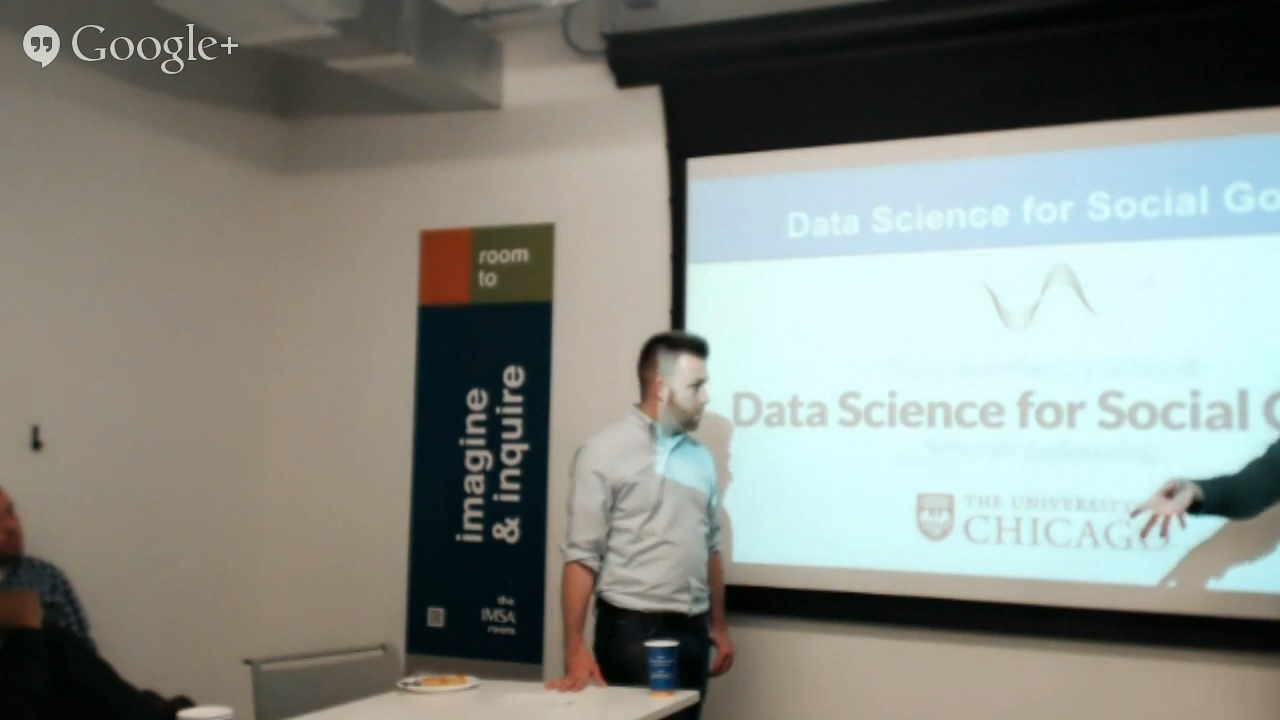 Google+
room
to
imagine
& inquire
the
IMSA
room
Data Science for Social Go
Data Science for Social G
THE UNIVERSITY
CHICAGO